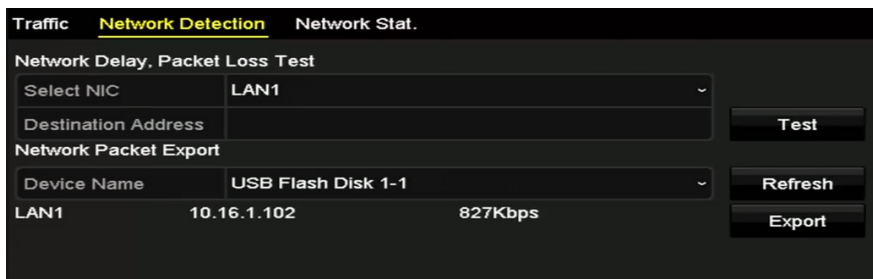 Traffic Network Detection Network Stat.
Network Delay, Packet Loss Test
Select NIC LAN1
Destination Address Test
Network Packet Export
Device Name USB Flash Disk 1-1 Refresh
LAN1 10.16.1.102 827Kbps Export